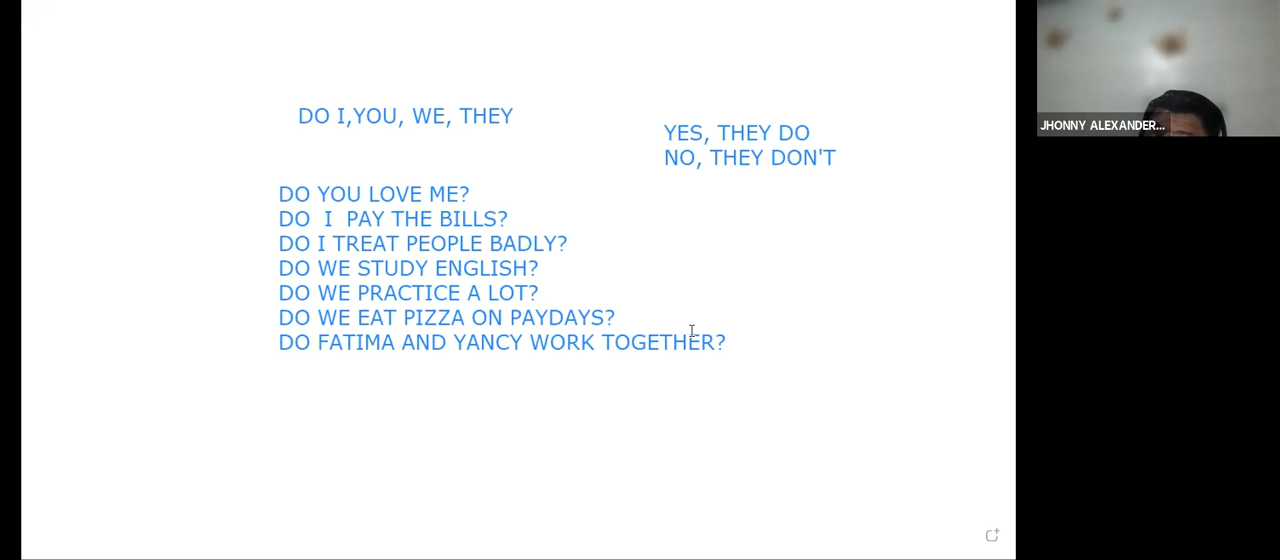 DO I,YOU, WE, THEY
YES, THEY DO
NO, THEY DON'T
DO YOU LOVE ME?
DO  I  PAY THE BILLS?
DO I TREAT PEOPLE BADLY?
DO WE STUDY ENGLISH?
DO WE PRACTICE A LOT?
DO WE EAT PIZZA ON PAYDAYS?
DO FATIMA AND YANCY WORK TOGETHER?
JHONNY ALEXANDER...